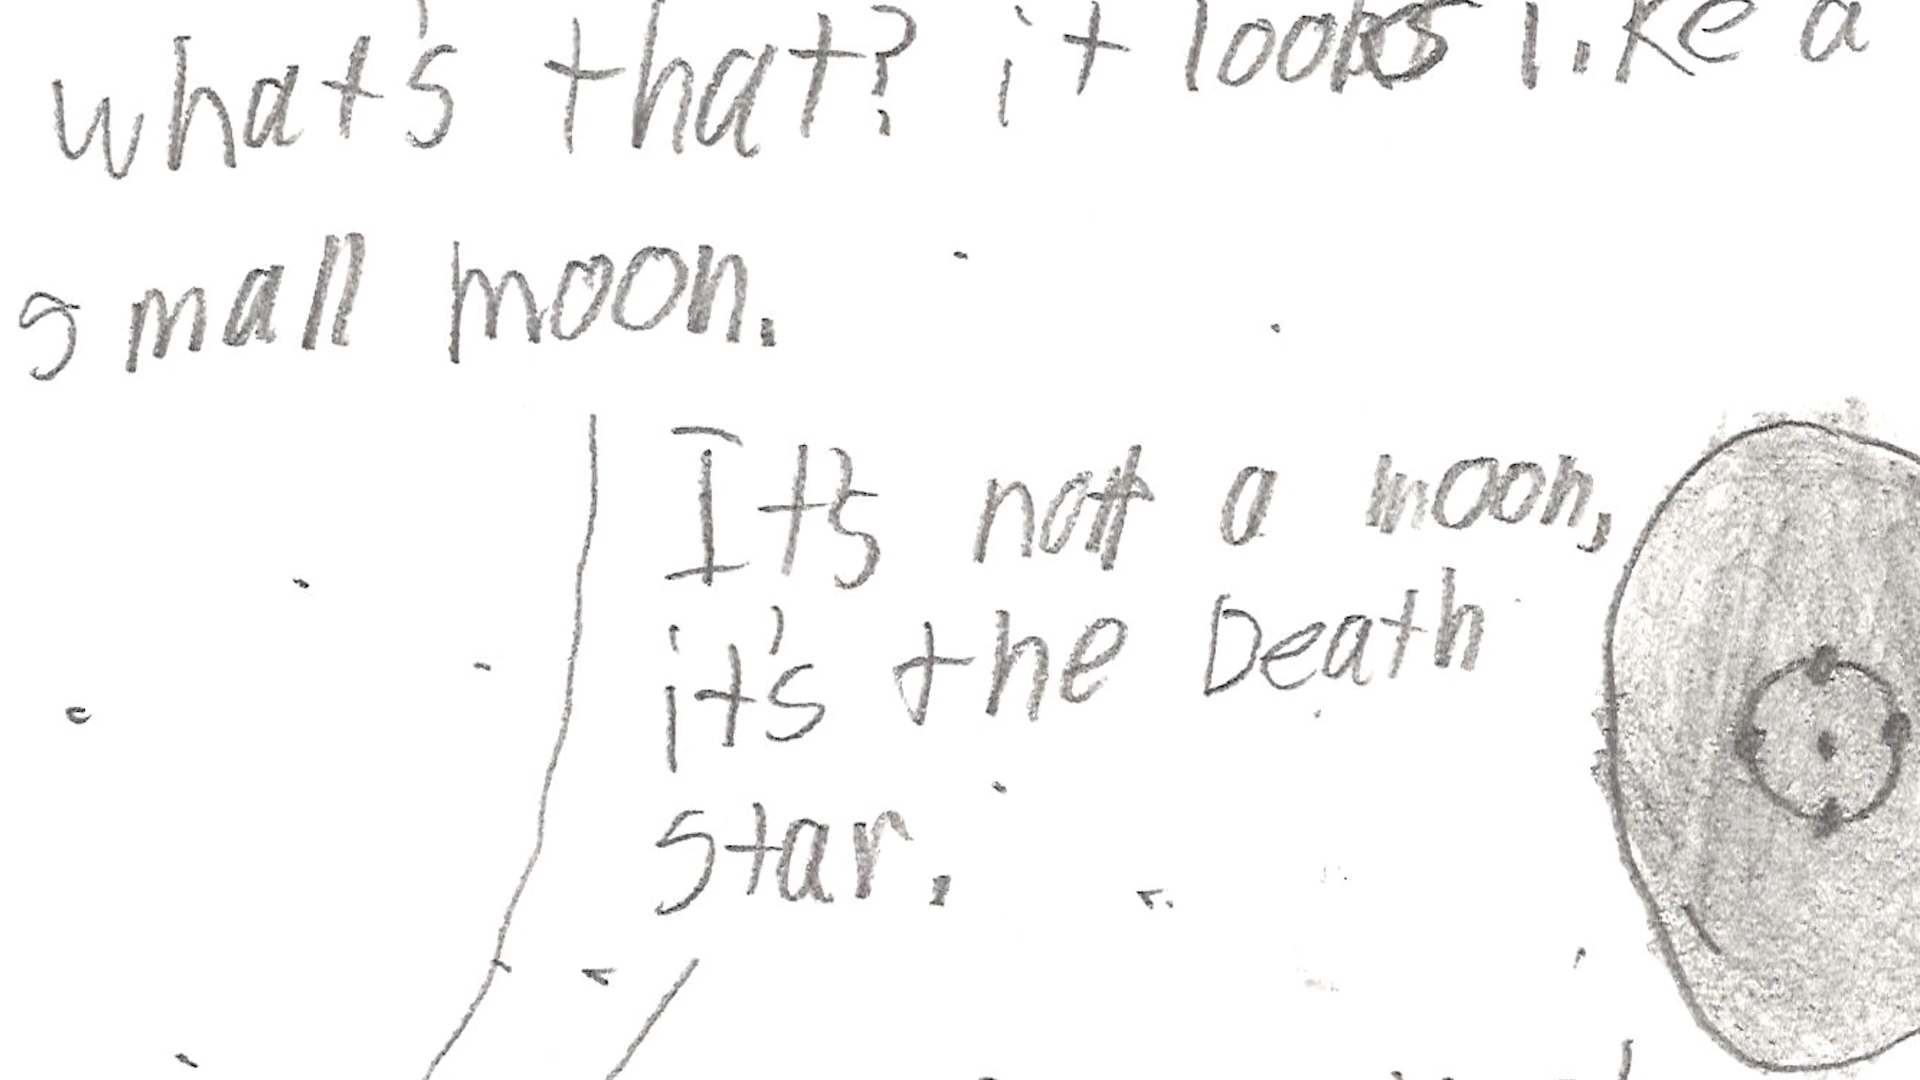 what's that? it looks like a
small moon.
It's not a moon,
it's the Death
star.